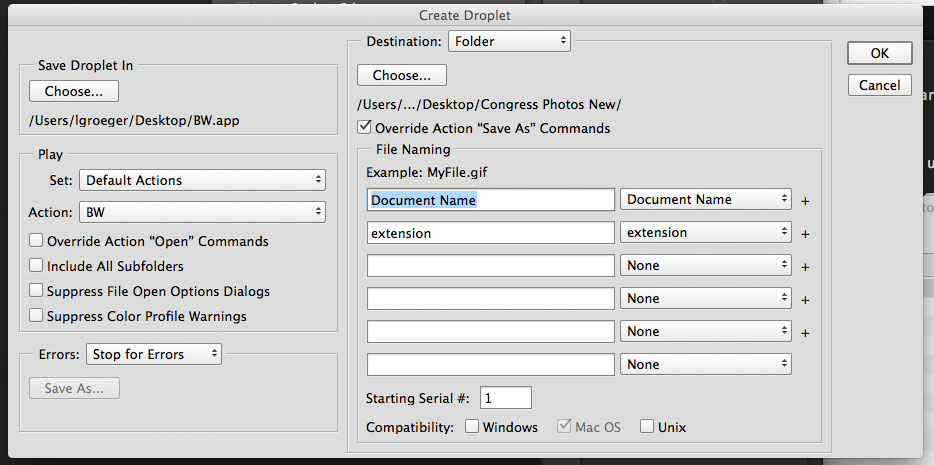 Create Droplet
Save Droplet In
Choose...
/Users/lgroeger/Desktop/BW.app
Play
Set: Default Actions
Action: BW
Override Action “Open” Commands
Include All Subfolders
Suppress File Open Options Dialogs
Suppress Color Profile Warnings
Errors: Stop for Errors
Save As...
Destination: Folder
Choose...
/Users/.../Desktop/Congress Photos New/
Override Action “Save As” Commands
File Naming
Example: MyFile.gif
Document Name Document Name +
extension extension +
None +
None +
None +
None
Starting Serial #: 1
Compatibility: Windows Mac OS Unix
OK
Cancel